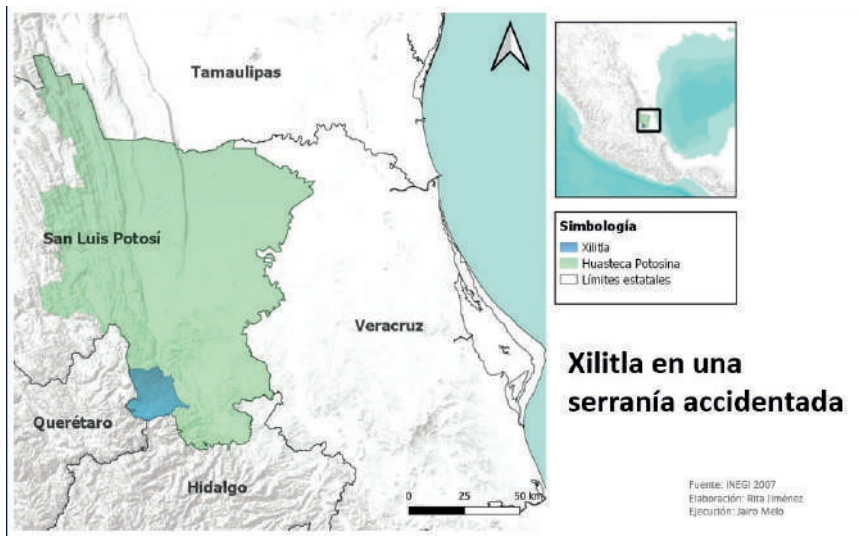 Tamaulipas
San Luis Potosí
Veracruz
Querétaro
Hidalgo
0 25 50 km
Simbología
Xilitla
Huasteca Potosina
Límites estatales
Xilitla en una
serranía accidentada
Fuente: INEGI 2007
Elaboración: Rita Jiménez
Ejecución: Jairo Melo